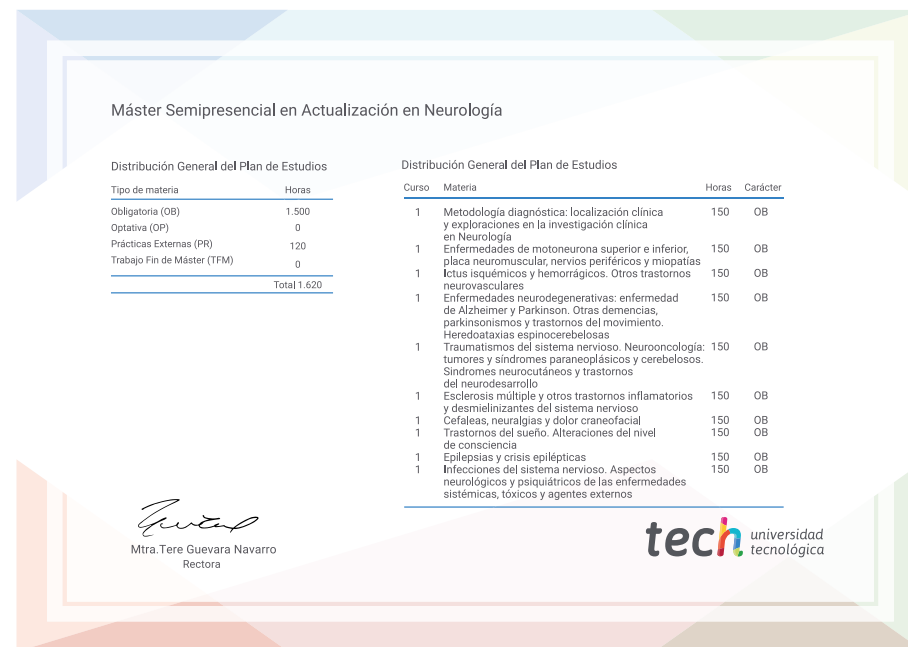 Máster Semipresencial en Actualización en Neurología
Distribución General del Plan de Estudios
Tipo de materia Horas
Obligatoria (OB) 1.500
Optativa (OP) 0
Prácticas Externas (PR) 120
Trabajo Fin de Máster (TFM) 0
Total 1.620
Distribución General del Plan de Estudios
Curso Materia Horas Carácter
1 Metodología diagnóstica: localización clínica 150 OB
y exploraciones en la investigación clínica
en Neurología
1 Enfermedades de motoneurona superior e inferior, 150 OB
placa neuromuscular, nervios periféricos y miopatías
1 Ictus isquémicos y hemorrágicos. Otros trastornos 150 OB
neurovasculares
1 Enfermedades neurodegenerativas: enfermedad 150 OB
de Alzheimer y Parkinson. Otras demencias,
parkinsonismos y trastornos del movimiento.
Heredoataxias espinocerebelosas
1 Traumatismos del sistema nervioso. Neurooncología: 150 OB
tumores y síndromes paraneoplásicos y cerebelosos.
Sindromes neurocutáneos y trastornos
del neurodesarrollo
1 Esclerosis múltiple y otros trastornos inflamatorios 150 OB
y desmielinizantes del sistema nervioso
1 Cefaleas, neuralgias y dolor craneofacial 150 OB
1 Trastornos del sueño. Alteraciones del nivel 150 OB
de consciencia
1 Epilepsias y crisis epilépticas 150 OB
1 Infecciones del sistema nervioso. Aspectos 150 OB
neurológicos y psiquiátricos de las enfermedades
sistémicas, tóxicos y agentes externos
Mtra.Tere Guevara Navarro
Rectora
tech universidad
tecnológica